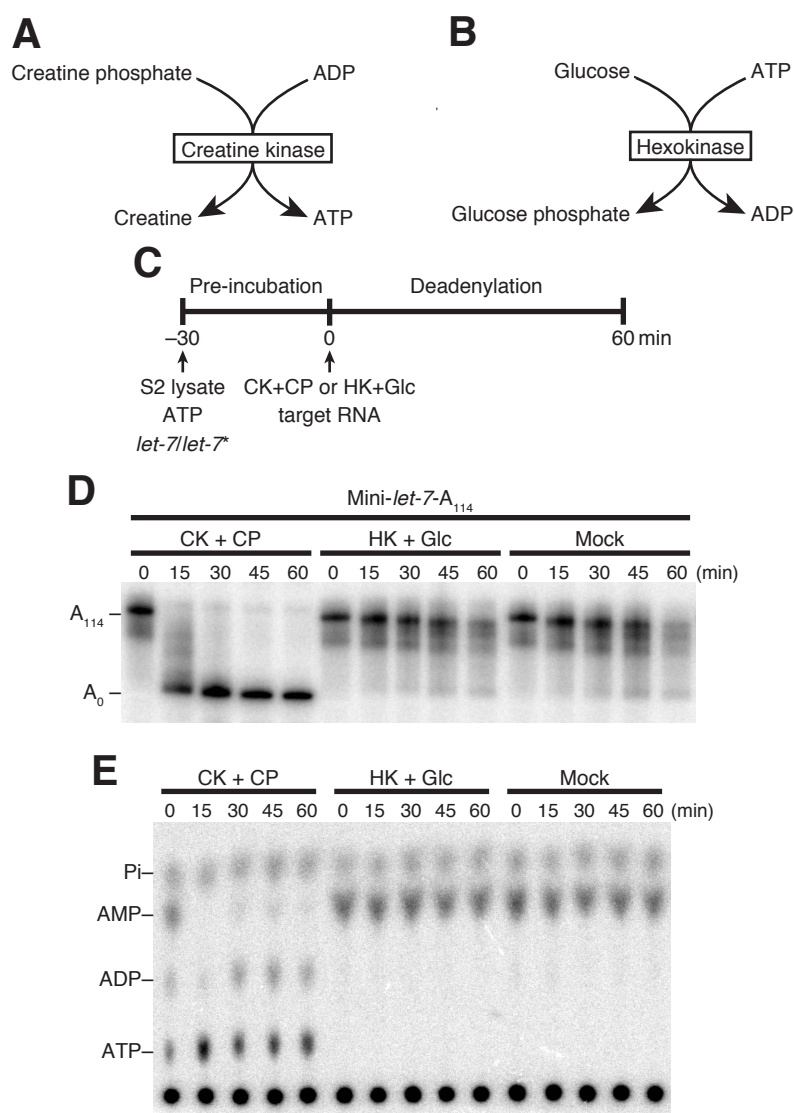 A
Creatine phosphate ADP
Creatine kinase
Creatine ATP
B
Glucose ATP
Hexokinase
Glucose phosphate ADP
C
Pre-incubation Deadenylation
–30 0 60 min
S2 lysate CK+CP or HK+Glc
ATP target RNA
let-7/let-7*
D
Mini-let-7-A114
CK + CP HK + Glc Mock
0 15 30 45 60 0 15 30 45 60 0 15 30 45 60 (min)
A114
A0
E
CK + CP HK + Glc Mock
0 15 30 45 60 0 15 30 45 60 0 15 30 45 60 (min)
Pi
AMP
ADP
ATP